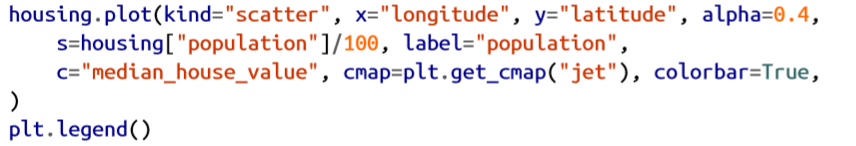 housing.plot(kind="scatter", x="longitude", y="latitude", alpha=0.4,
    s=housing["population"]/100, label="population",
    c="median_house_value", cmap=plt.get_cmap("jet"), colorbar=True,
)
plt.legend()